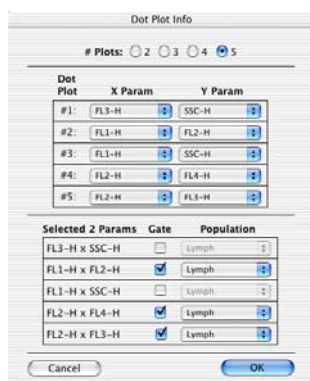 Dot Plot Info
# Plots: 2 3 4 5
Dot
Plot X Param Y Param
#1: FL3-H SSC-H
#2: FL1-H FL2-H
#3: FL1-H SSC-H
#4: FL2-H FL4-H
#5: FL2-H FL3-H
Selected 2 Params Gate Population
FL3-H x SSC-H Lymph
FL1-H x FL2-H Lymph
FL1-H x SSC-H Lymph
FL2-H x FL4-H Lymph
FL2-H x FL3-H Lymph
Cancel OK